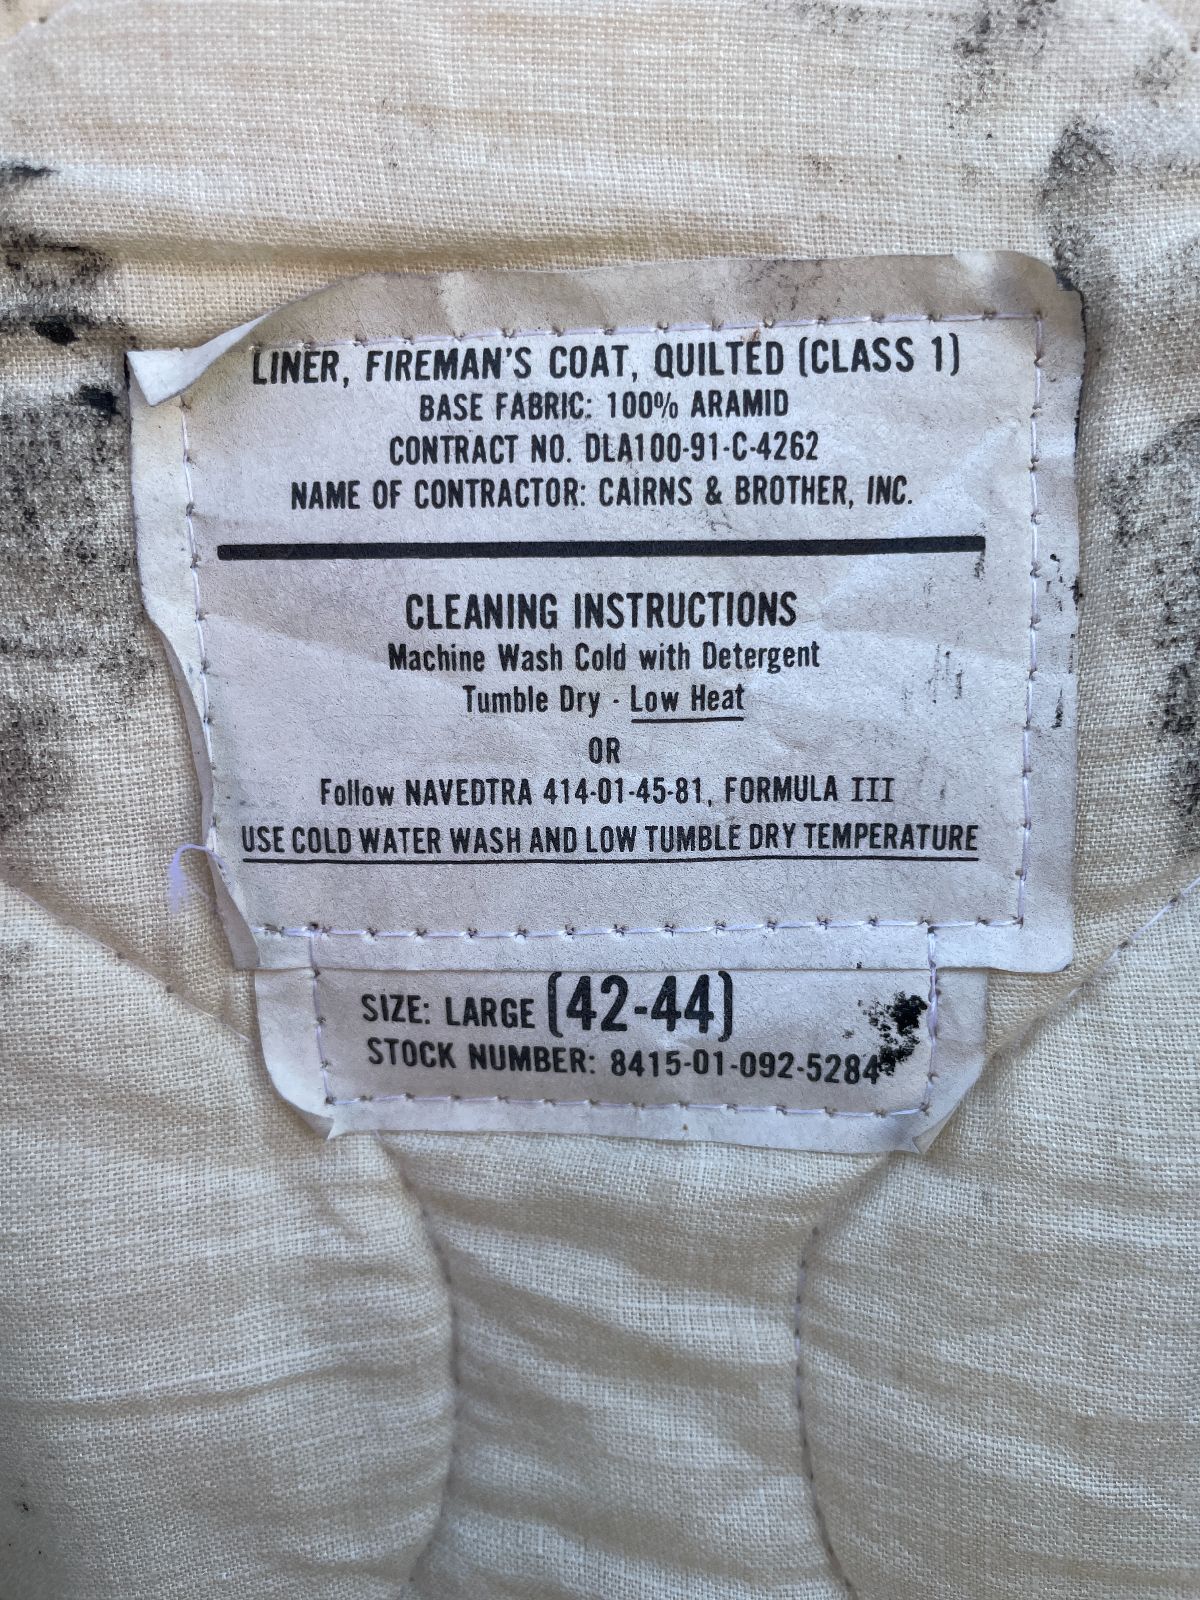 LINER, FIREMAN'S COAT, QUILTED (CLASS 1)
BASE FABRIC: 100% ARAMID
CONTRACT NO. DLA100-91-C-4262
NAME OF CONTRACTOR: CAIRNS & BROTHER, INC.
CLEANING INSTRUCTIONS
Machine Wash Cold with Detergent
Tumble Dry - Low Heat
OR
Follow NAVEDTRA 414-01-45-81, FORMULA III
USE COLD WATER WASH AND LOW TUMBLE DRY TEMPERATURE
SIZE: LARGE (42-44)
STOCK NUMBER: 8415-01-092-5284